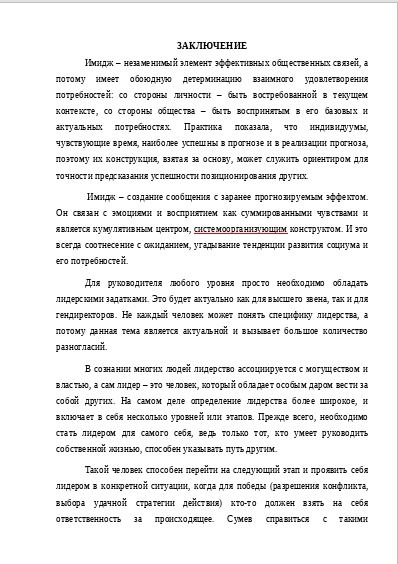 ЗАКЛЮЧЕНИЕ
Имидж – незаменимый элемент эффективных общественных связей, а
потому имеет обоюдную детерминацию взаимного удовлетворения
потребностей: со стороны личности – быть востребованной в текущем
контексте, со стороны общества – быть воспринятым в его базовых и
актуальных потребностях. Практика показала, что индивидуумы,
чувствующие время, наиболее успешны в прогнозе и в реализации прогноза,
поэтому их конструкция, взятая за основу, может служить ориентиром для
точности предсказания успешности позиционирования других.
Имидж – создание сообщения с заранее прогнозируемым эффектом.
Он связан с эмоциями и восприятием как суммированными чувствами и
является кумулятивным центром, системоорганизующим конструктом. И это
всегда соотнесение с ожиданием, угадывание тенденции развития социума и
его потребностей.
Для руководителя любого уровня просто необходимо обладать
лидерскими задатками. Это будет актуально как для высшего звена, так и для
гендиректоров. Не каждый человек может понять специфику лидерства, а
потому данная тема является актуальной и вызывает большое количество
разногласий.
В сознании многих людей лидерство ассоциируется с могуществом и
властью, а сам лидер – это человек, который обладает особым даром вести за
собой других. На самом деле определение лидерства более широкое, и
включает в себя несколько уровней или этапов. Прежде всего, необходимо
стать лидером для самого себя, ведь только тот, кто умеет руководить
собственной жизнью, способен указывать путь другим.
Такой человек способен перейти на следующий этап и проявить себя
лидером в конкретной ситуации, когда для победы (разрешения конфликта,
выбора удачной стратегии действия) кто-то должен взять на себя
ответственность за происходящее. Сумев справиться с такими